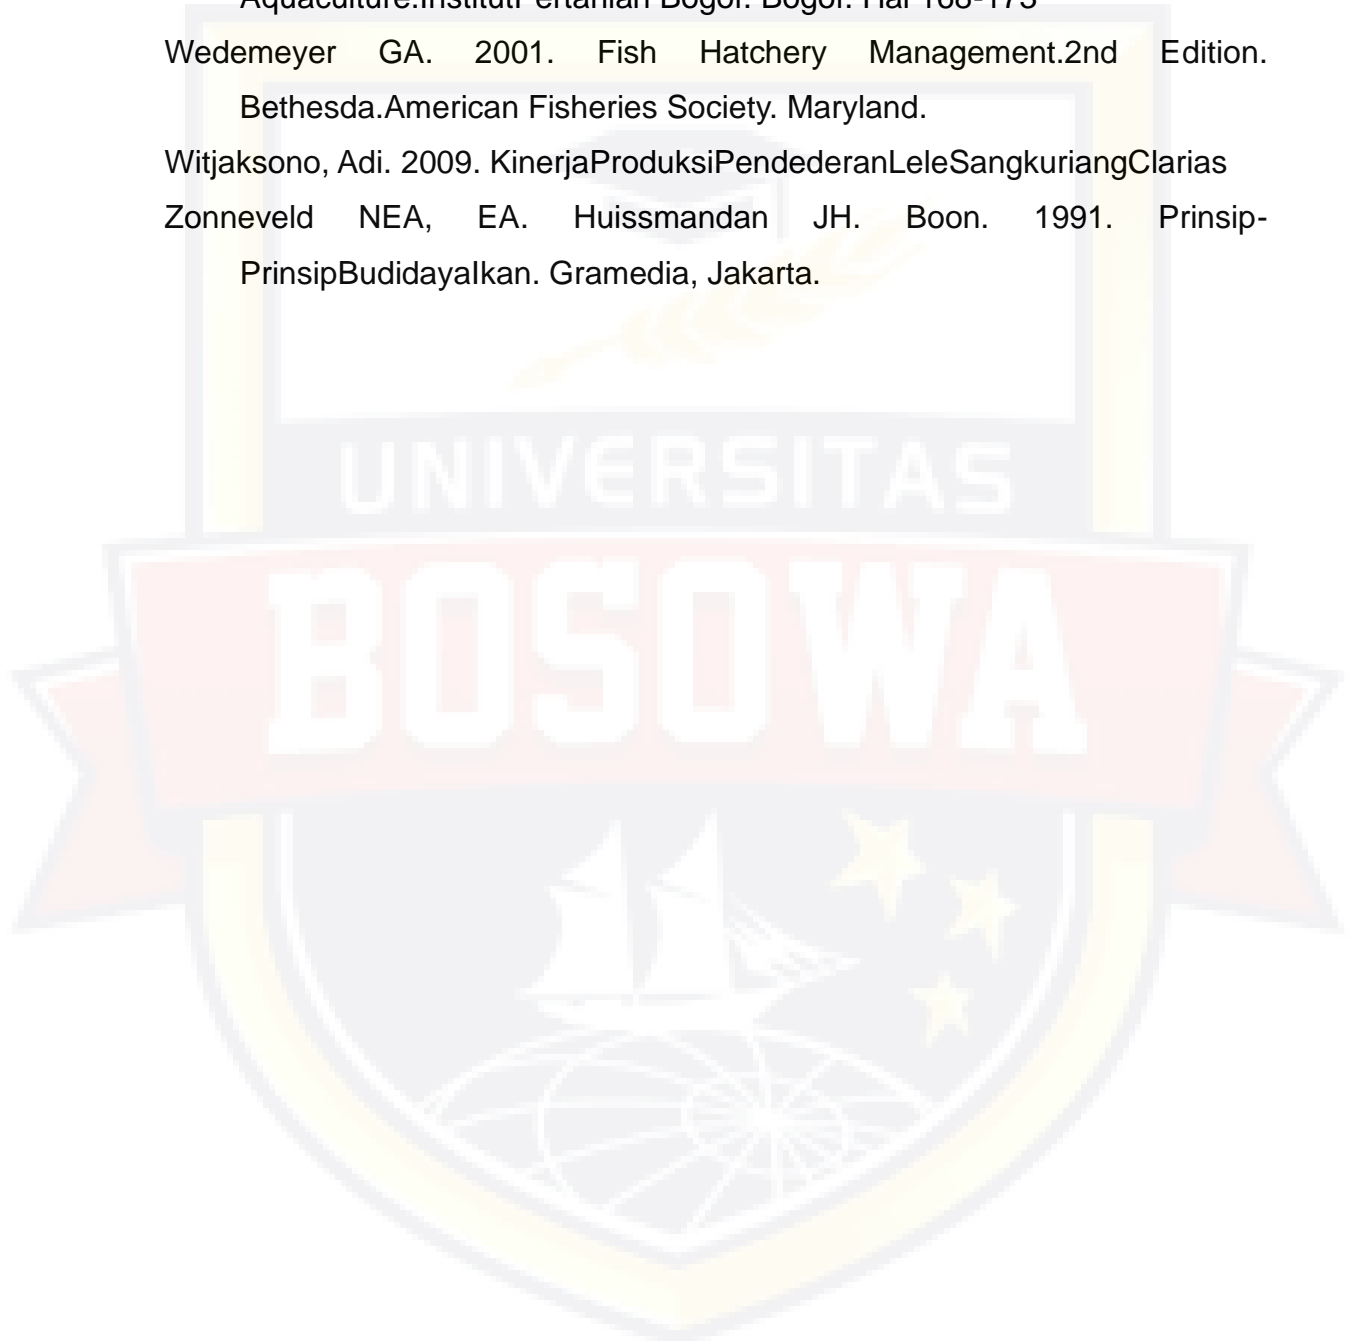 Aquaculture.InstitutPertanian Bogor. Bogor. Hal 168-173
Wedemeyer GA. 2001. Fish Hatchery Management.2nd Edition.
Bethesda.American Fisheries Society. Maryland.
Witjaksono, Adi. 2009. KinerjaProduksiPendederanLeleSangkuriangClarias
Zonneveld NEA, EA. Huissmandan JH. Boon. 1991. Prinsip-
PrinsipBudidayaIkan. Gramedia, Jakarta.
UNIVERSITAS
BOSOWA